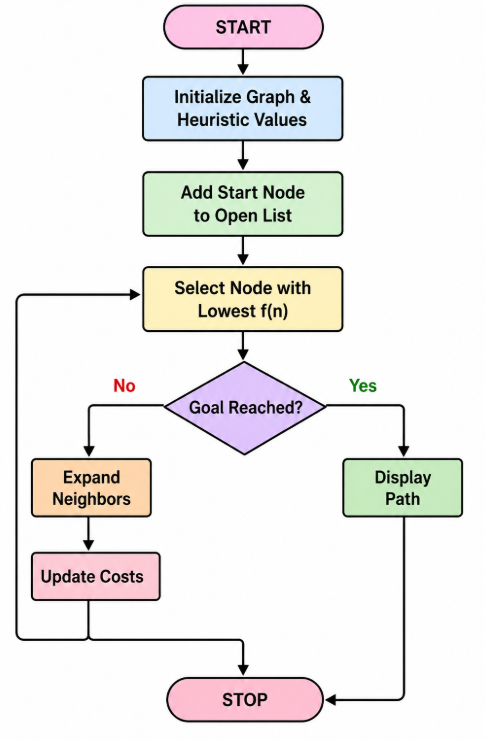 START
Initialize Graph &
Heuristic Values
Add Start Node
to Open List
Select Node with
Lowest f(n)
Goal Reached?
No
Yes
Expand
Neighbors
Display
Path
Update Costs
STOP